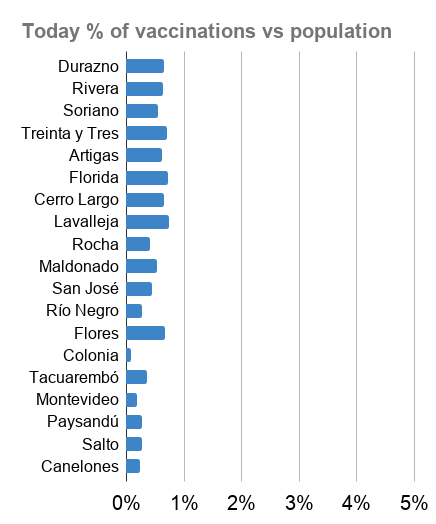 Today % of vaccinations vs population
Durazno
Rivera
Soriano
Treinta y Tres
Artigas
Florida
Cerro Largo
Lavalleja
Rocha
Maldonado
San José
Río Negro
Flores
Colonia
Tacuarembó
Montevideo
Paysandú
Salto
Canelones
0% 1% 2% 3% 4% 5%